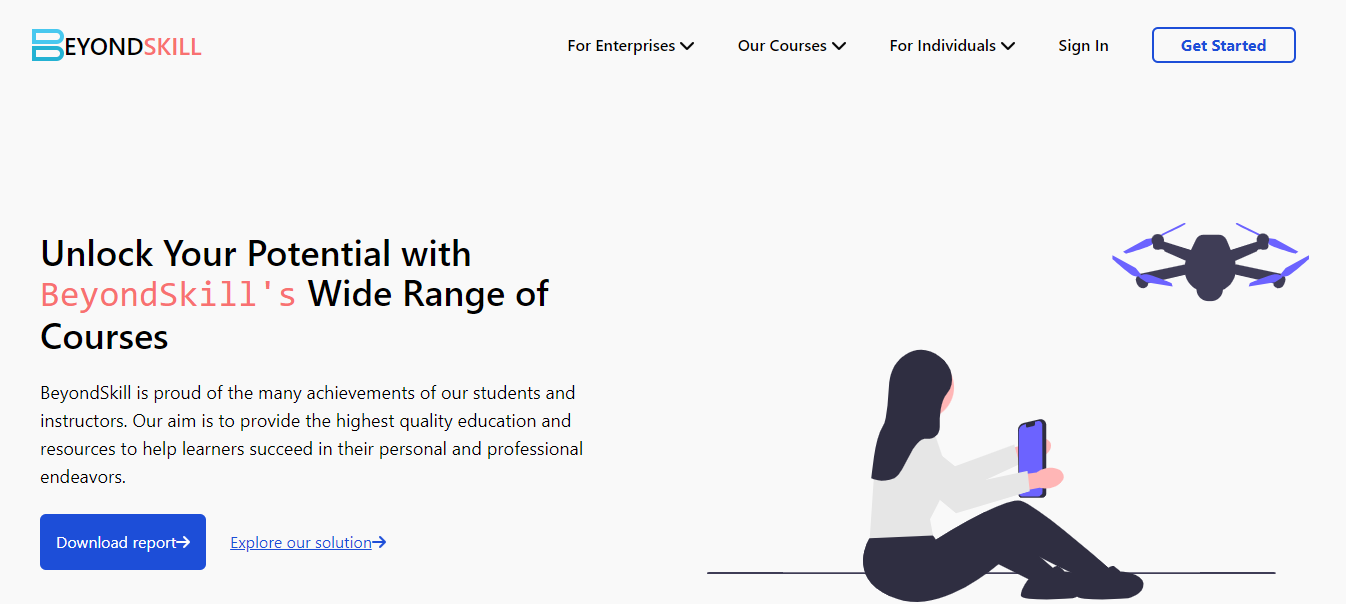 BEYONDSKILL For Enterprises Our Courses For Individuals Sign In Get Started
Unlock Your Potential with
BeyondSkill's Wide Range of
Courses
BeyondSkill is proud of the many achievements of our students and
instructors. Our aim is to provide the highest quality education and
resources to help learners succeed in their personal and professional
endeavors.
Download report Explore our solution